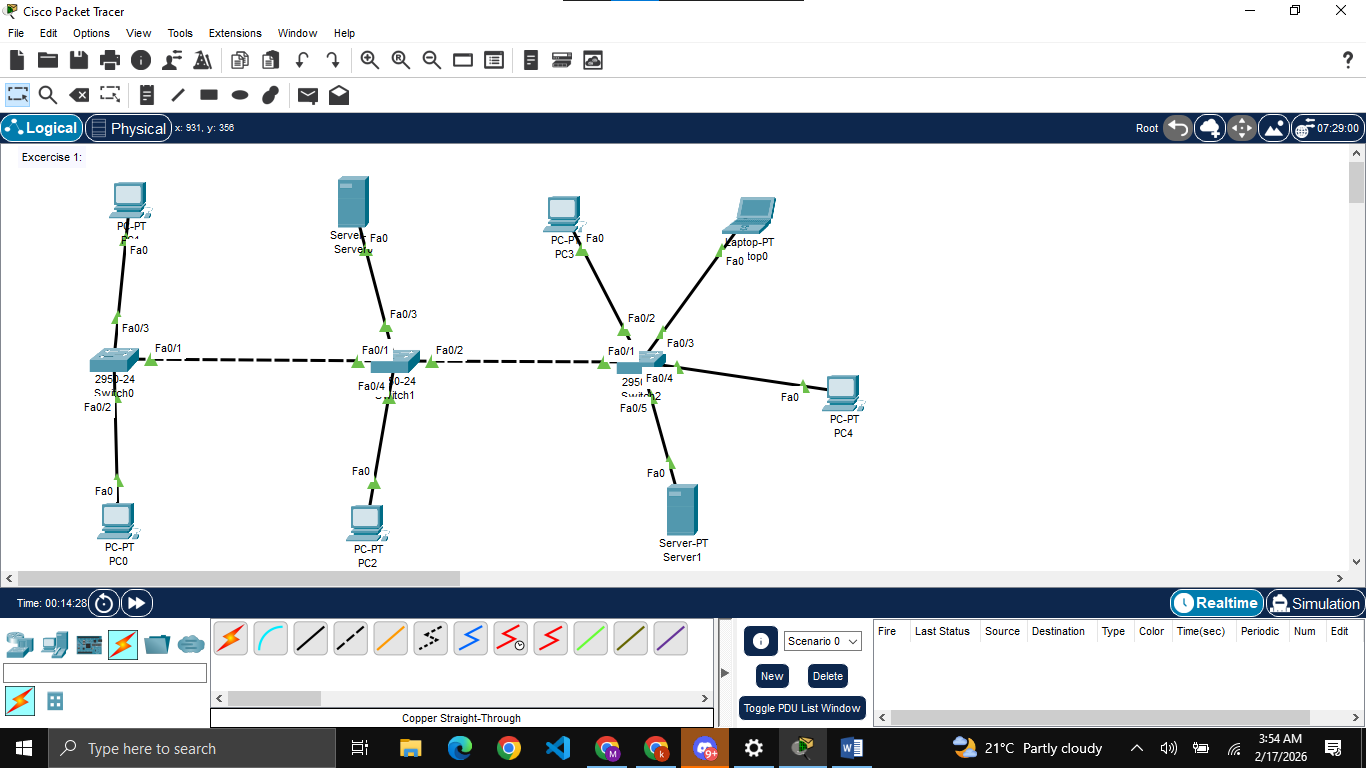 Cisco Packet Tracer
File Edit Options View Tools Extensions Window Help
Logical Physical x: 931, y: 356 Root 07:29:00
Excercise 1:
PC-PT
Fa0
Fa0/3
Fa0/1
2950-24
Switch0
Fa0/2
Fa0
PC-PT
PC0
Server-
Fa0
Fa0/3
Fa0/1
Fa0/2
Fa0/4
Fa0
PC-PT
PC2
PC-PT
PC3
Fa0
Laptop-PT
Fa0
Fa0/2
Fa0/1
Fa0/3
Fa0/4
Fa0/5
Fa0
PC-PT
PC4
Fa0
Server-PT
Server1
Time: 00:14:28 Realtime Simulation
Copper Straight-Through
Scenario 0
New Delete
Toggle PDU List Window
Fire Last Status Source Destination Type Color Time(sec) Periodic Num Edit
Type here to search
9+
21°C Partly cloudy
3:54 AM
2/17/2026